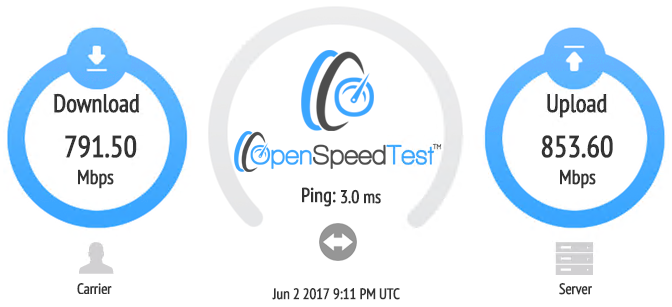 Download
791.50
Mbps
OpenSpeedTest™
Ping: 3.0 ms
Upload
853.60
Mbps
Carrier
Jun 2 2017 9:11 PM UTC
Server